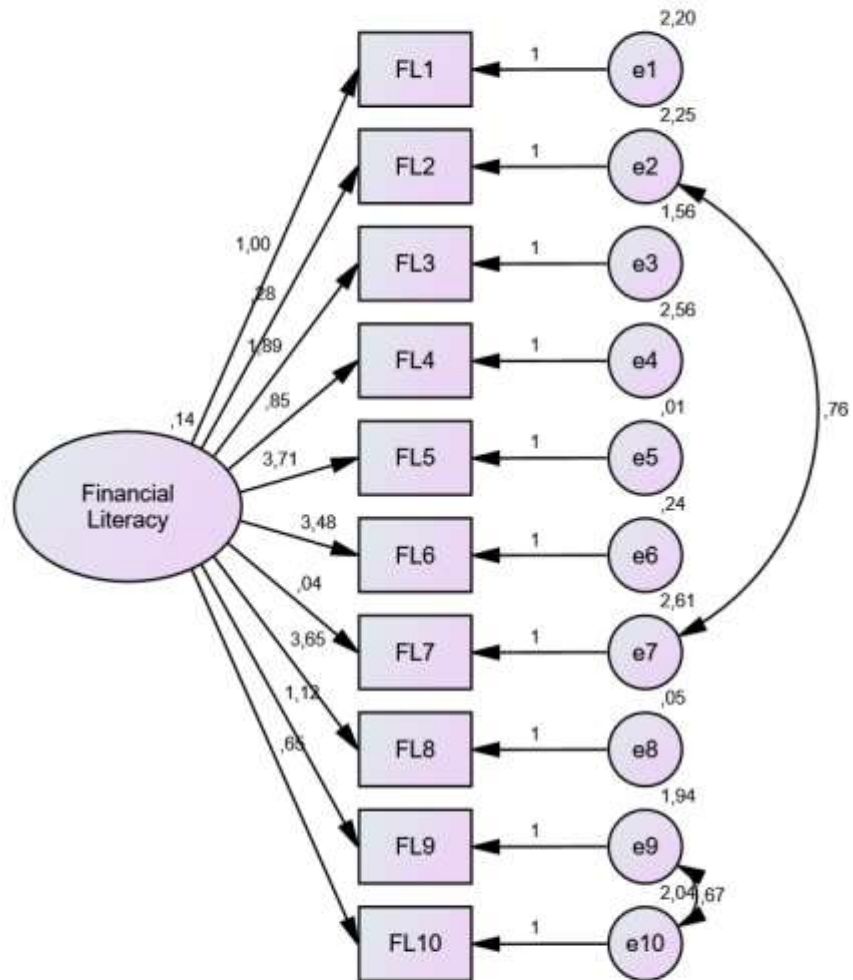 2,20
FL1
1
e1
2,25
FL2
1
e2
1,56
FL3
1
e3
2,56
FL4
1
e4
,01
FL5
1
e5
,24
FL6
1
e6
2,61
FL7
1
e7
,05
FL8
1
e8
1,94
FL9
1
e9
2,04
,67
FL10
1
e10
,76
1,00
,28
1,89
,85
3,71
3,48
,04
3,65
1,12
,65
,14
Financial
Literacy